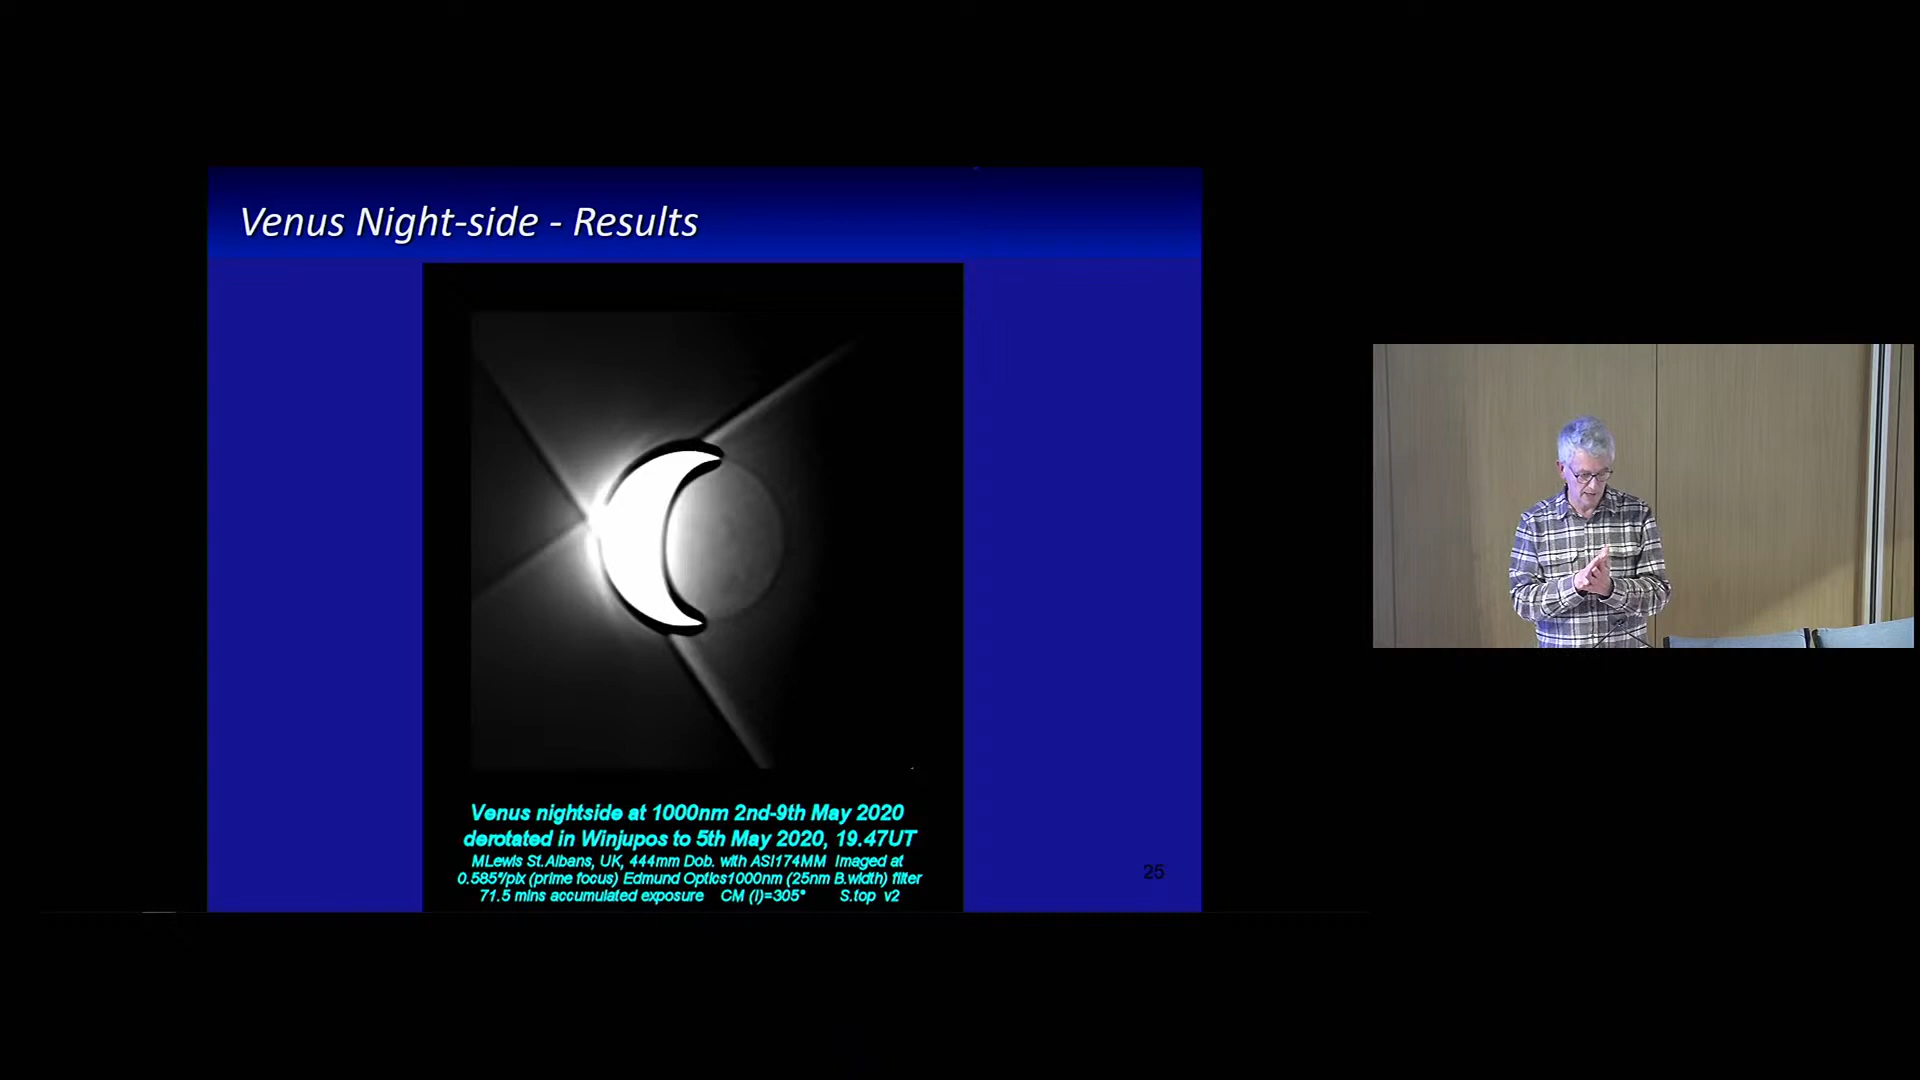 Venus Night-side - Results
Venus nightside at 1000nm 2nd-9th May 2020
derotated in Winjupos to 5th May 2020, 19.47UT
MLewis St.Albans, UK, 444mm Dob. with ASI174MM Imaged at
0.585"/pix (prime focus) Edmund Optics1000nm (25nm B.width) filter
71.5 mins accumulated exposure CM (i)=305° S.top v2
25